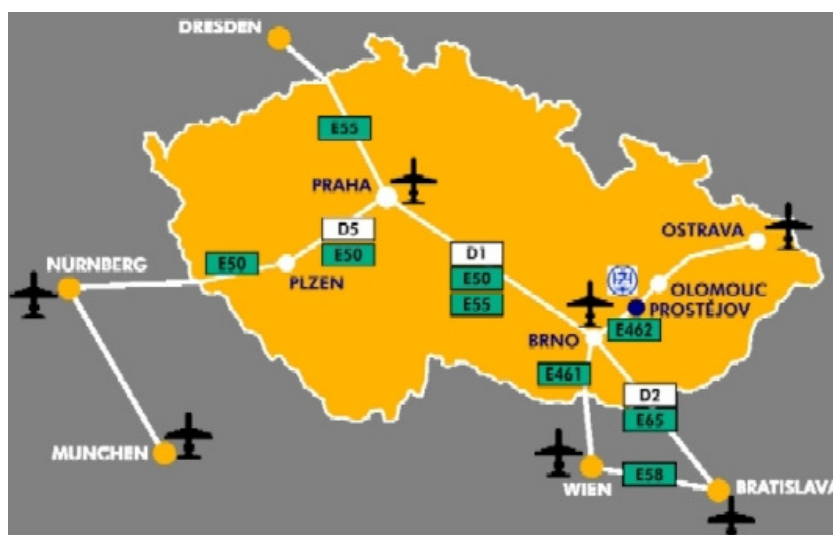 DRESDEN
E55
PRAHA
D5
E50
D1
E50
E55
E50
PLZEN
NÜRNBERG
OSTRAVA
OLOMOUC
PROSTĚJOV
E462
BRNO
E461
D2
E65
MUNCHEN
WIEN
E58
BRATISLAVA